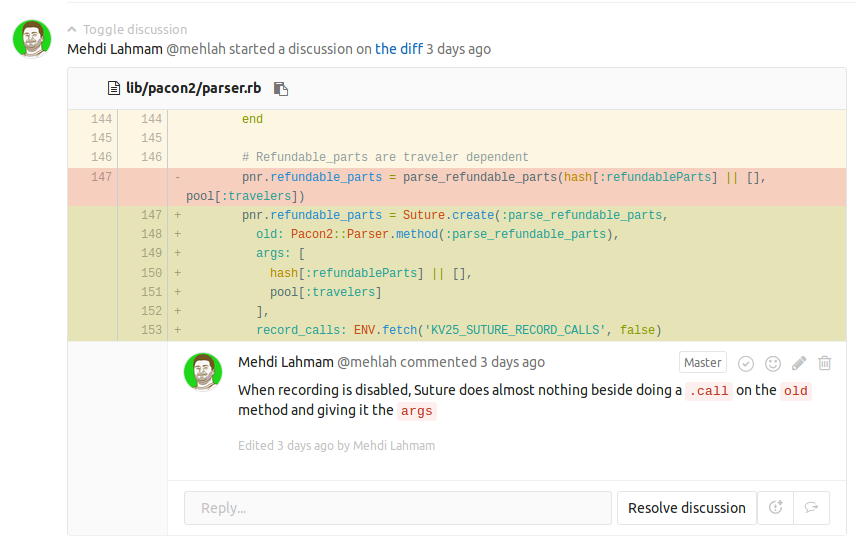 Toggle discussion
Mehdi Lahmam @mehlah started a discussion on the diff 3 days ago
lib/pacon2/parser.rb
144 144 end
145 145
146 146 # Refundable_parts are traveler dependent
147 - pnr.refundable_parts = parse_refundable_parts(hash[:refundableParts] || [],
pool[:travelers])
147 + pnr.refundable_parts = Suture.create(:parse_refundable_parts,
148 + old: Pacon2::Parser.method(:parse_refundable_parts),
149 + args: [
150 + hash[:refundableParts] || [],
151 + pool[:travelers]
152 + ],
153 + record_calls: ENV.fetch('KV25_SUTURE_RECORD_CALLS', false)
Mehdi Lahmam @mehlah commented 3 days ago Master
When recording is disabled, Suture does almost nothing beside doing a .call on the old
method and giving it the args
Edited 3 days ago by Mehdi Lahmam
Reply... Resolve discussion